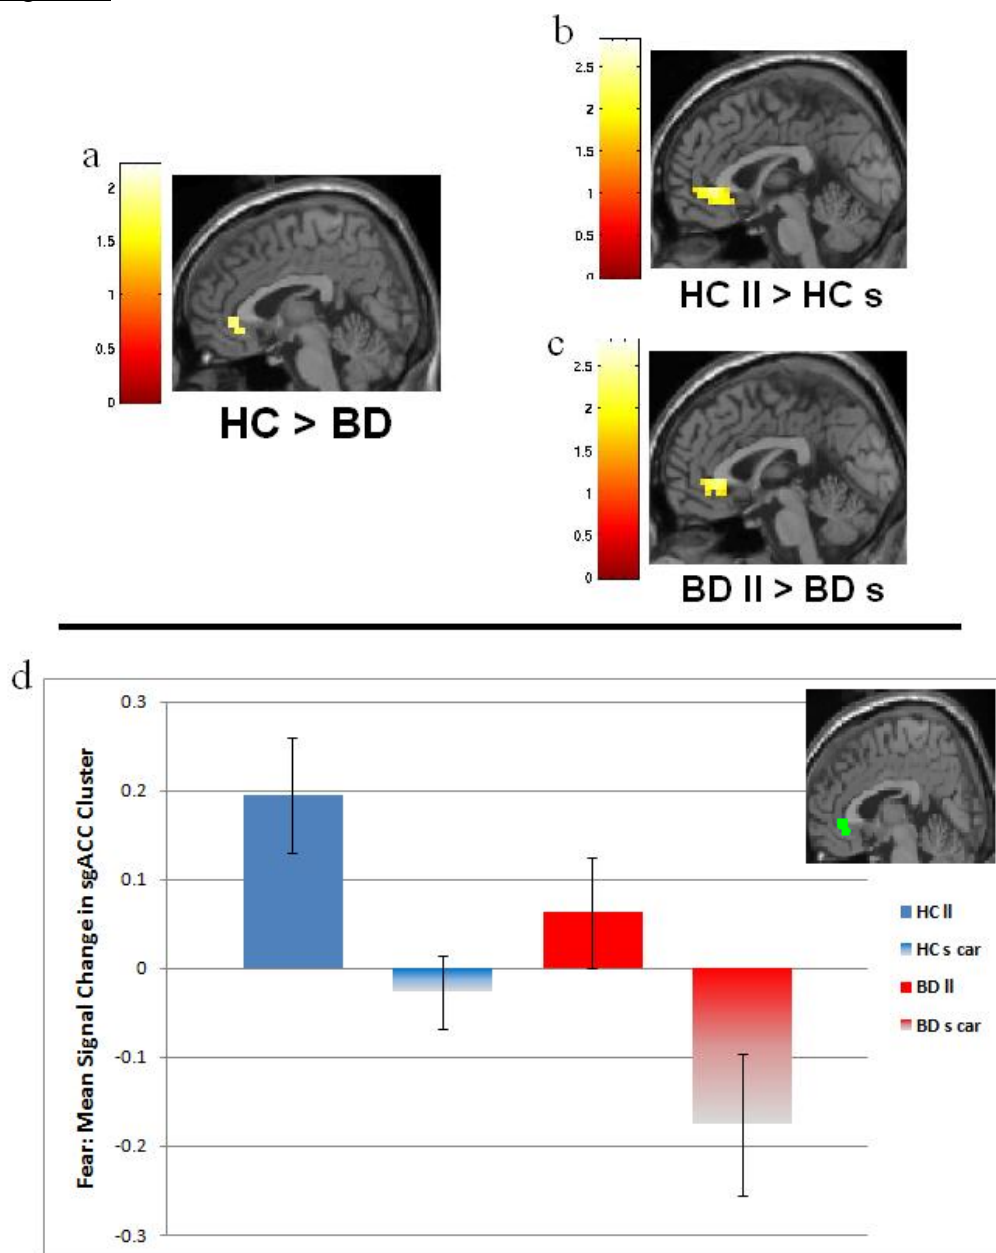 a
2
1.5
1
0.5
0
HC > BD
b
2.5
2
1.5
1
0.5
0
HC ll > HC s
c
2.5
2
1.5
1
0.5
0
BD ll > BD s
d
Fear: Mean Signal Change in sgACC Cluster
0.3
0.2
0.1
0
-0.1
-0.2
-0.3
HC ll
HC s car
BD ll
BD s car